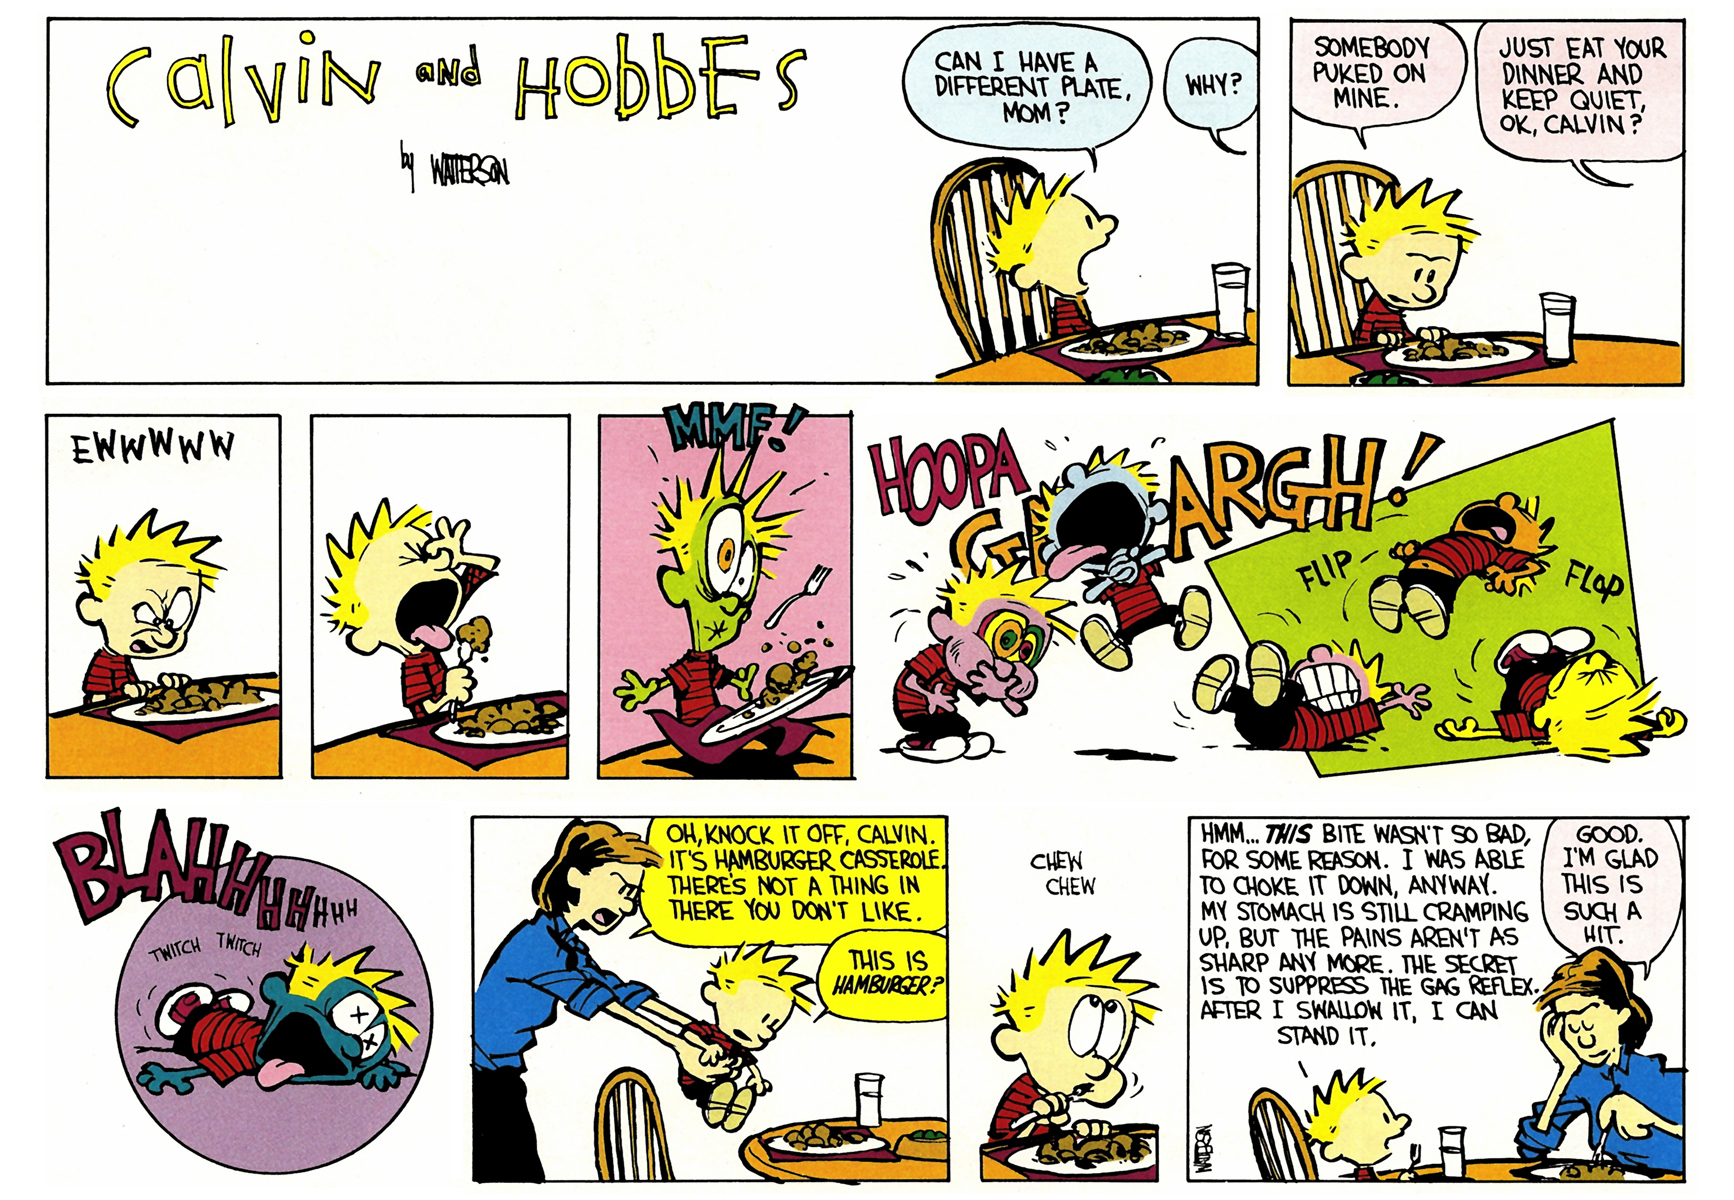 Calvin and HobbEs
by WATTERSON
CAN I HAVE A
DIFFERENT PLATE,
MOM?
WHY?
SOMEBODY
PUKED ON
MINE.
JUST EAT YOUR
DINNER AND
KEEP QUIET,
OK, CALVIN?
EWWWWW
MMF!
HOOPA
ARGH!
FLIP
FLOP
BLAHHHHHHHH
TWITCH TWITCH
OH, KNOCK IT OFF, CALVIN.
IT'S HAMBURGER CASSEROLE.
THERE'S NOT A THING IN
THERE YOU DON'T LIKE.
THIS IS
HAMBURGER?
CHEW
CHEW
HMM... THIS BITE WASN'T SO BAD,
FOR SOME REASON. I WAS ABLE
TO CHOKE IT DOWN, ANYWAY.
MY STOMACH IS STILL CRAMPING
UP, BUT THE PAINS AREN'T AS
SHARP ANY MORE. THE SECRET
IS TO SUPPRESS THE GAG REFLEX.
AFTER I SWALLOW IT, I CAN
STAND IT.
GOOD.
I'M GLAD
THIS IS
SUCH A
HIT.
WATTERSON